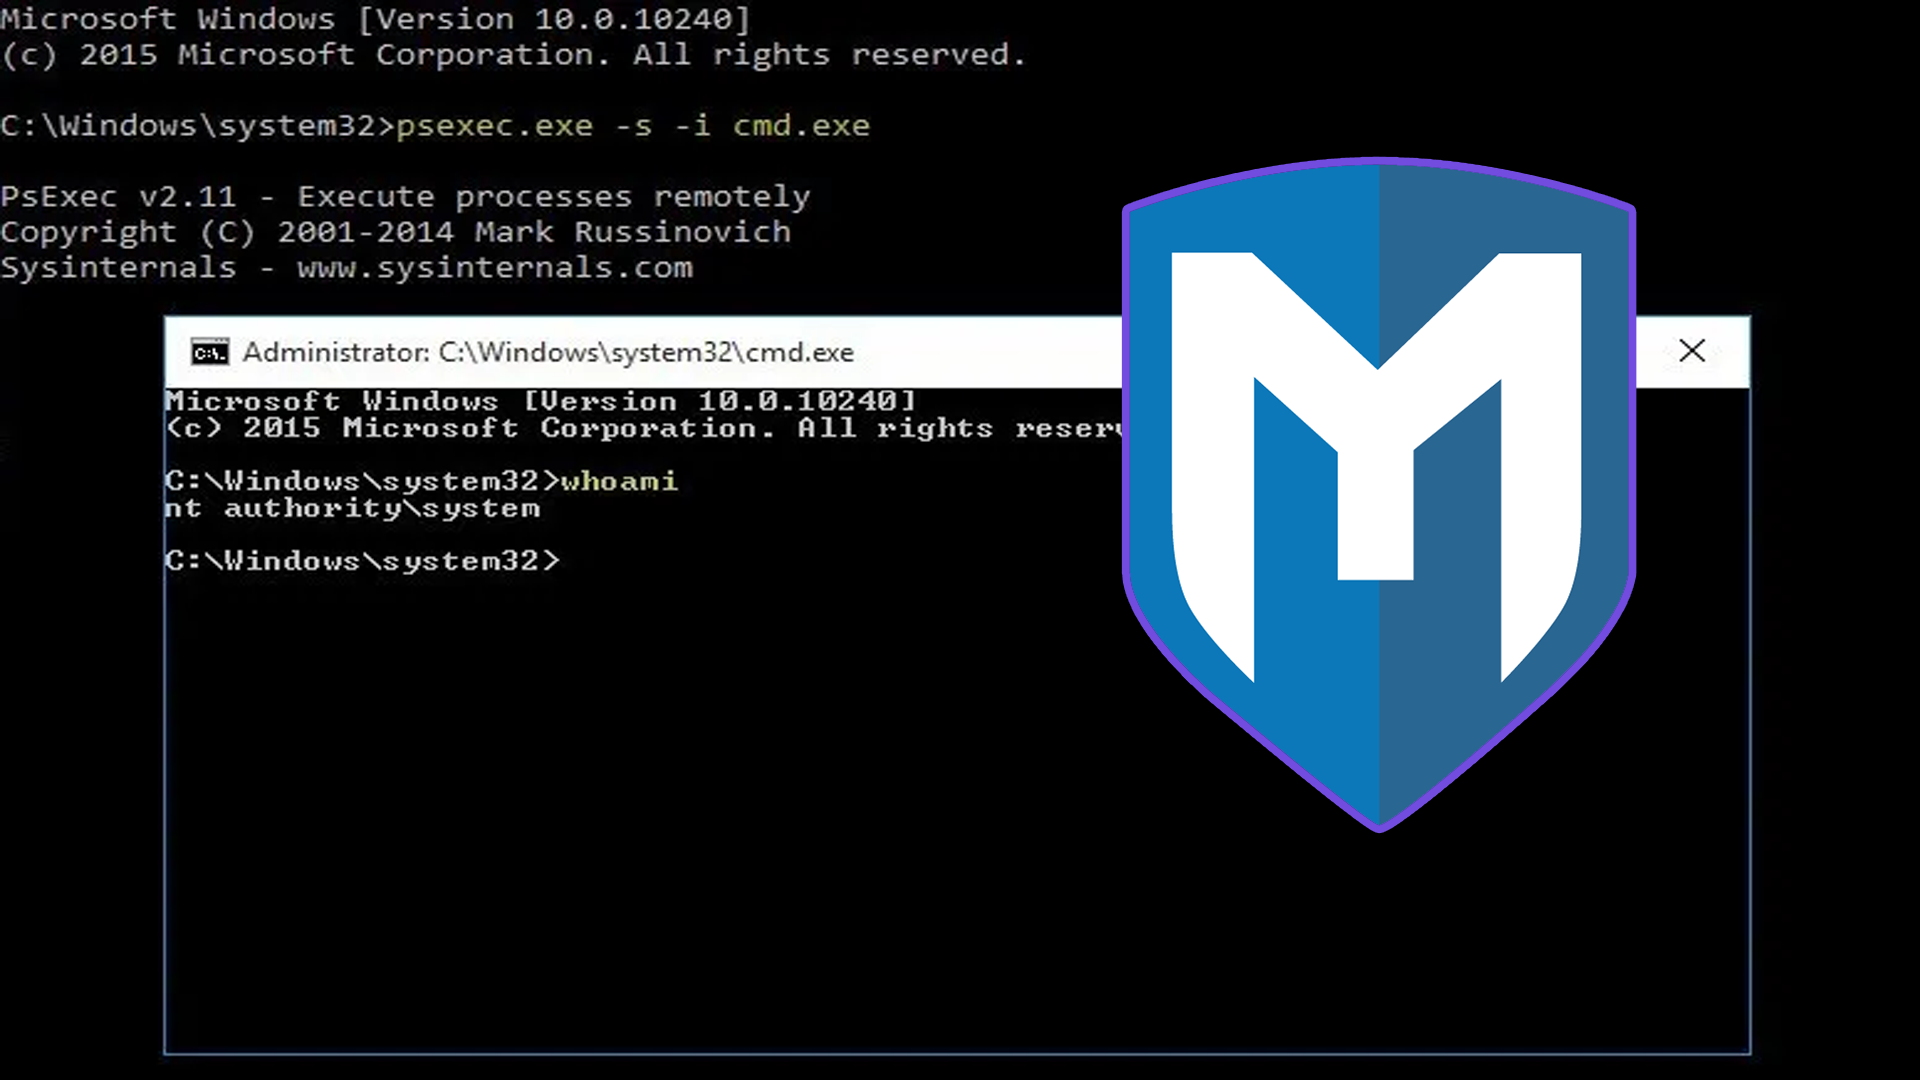 Microsoft Windows [Version 10.0.10240]
(c) 2015 Microsoft Corporation. All rights reserved.
C:\Windows\system32>psexec.exe -s -i cmd.exe
PsExec v2.11 - Execute processes remotely
Copyright (C) 2001-2014 Mark Russinovich
Sysinternals - www.sysinternals.com
Administrator: C:\Windows\system32\cmd.exe
Microsoft Windows [Version 10.0.10240]
(c) 2015 Microsoft Corporation. All rights reserv
C:\Windows\system32>whoami
nt authority\system
C:\Windows\system32>